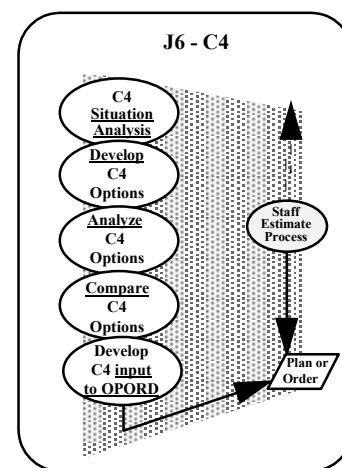 J6 - C4
C4
Situation
Analysis
Develop
C4
Options
Analyze
C4
Options
Compare
C4
Options
Develop
C4 input
to OPORD
Staff
Estimate
Process
Plan or
Order